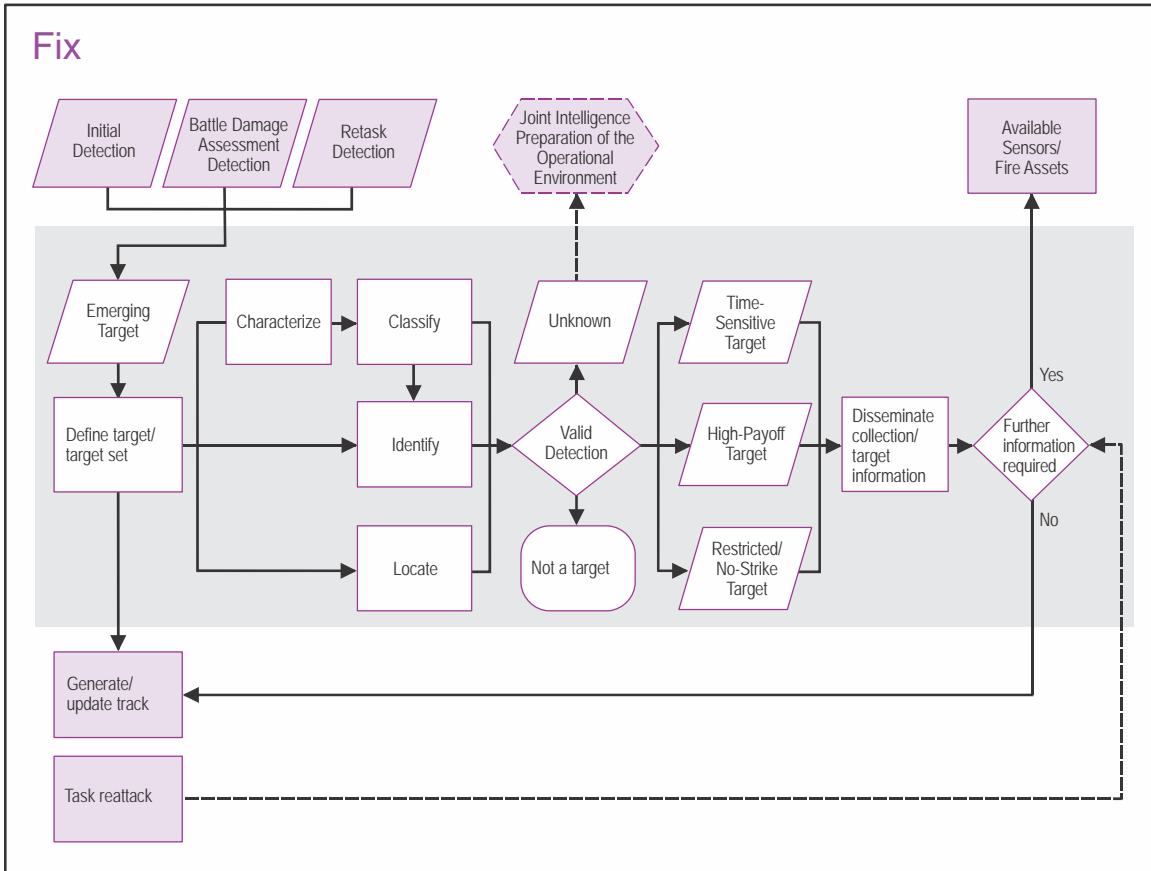 Fix
Initial
Detection
Battle Damage
Assessment
Detection
Retask
Detection
Joint Intelligence
Preparation of the
Operational
Environment
Available
Sensors/
Fire Assets
Emerging
Target
Characterize
Classify
Unknown
Time-
Sensitive
Target
Yes
Define target/
target set
Identify
Valid
Detection
High-Payoff
Target
Disseminate
collection/
target
information
Further
information
required
No
Locate
Not a target
Restricted/
No-Strike
Target
Generate/
update track
Task reattack